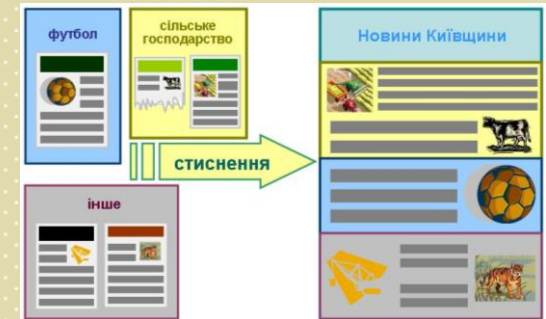 футбол
сільське
господарство
стиснення
інше
Новини Київщини